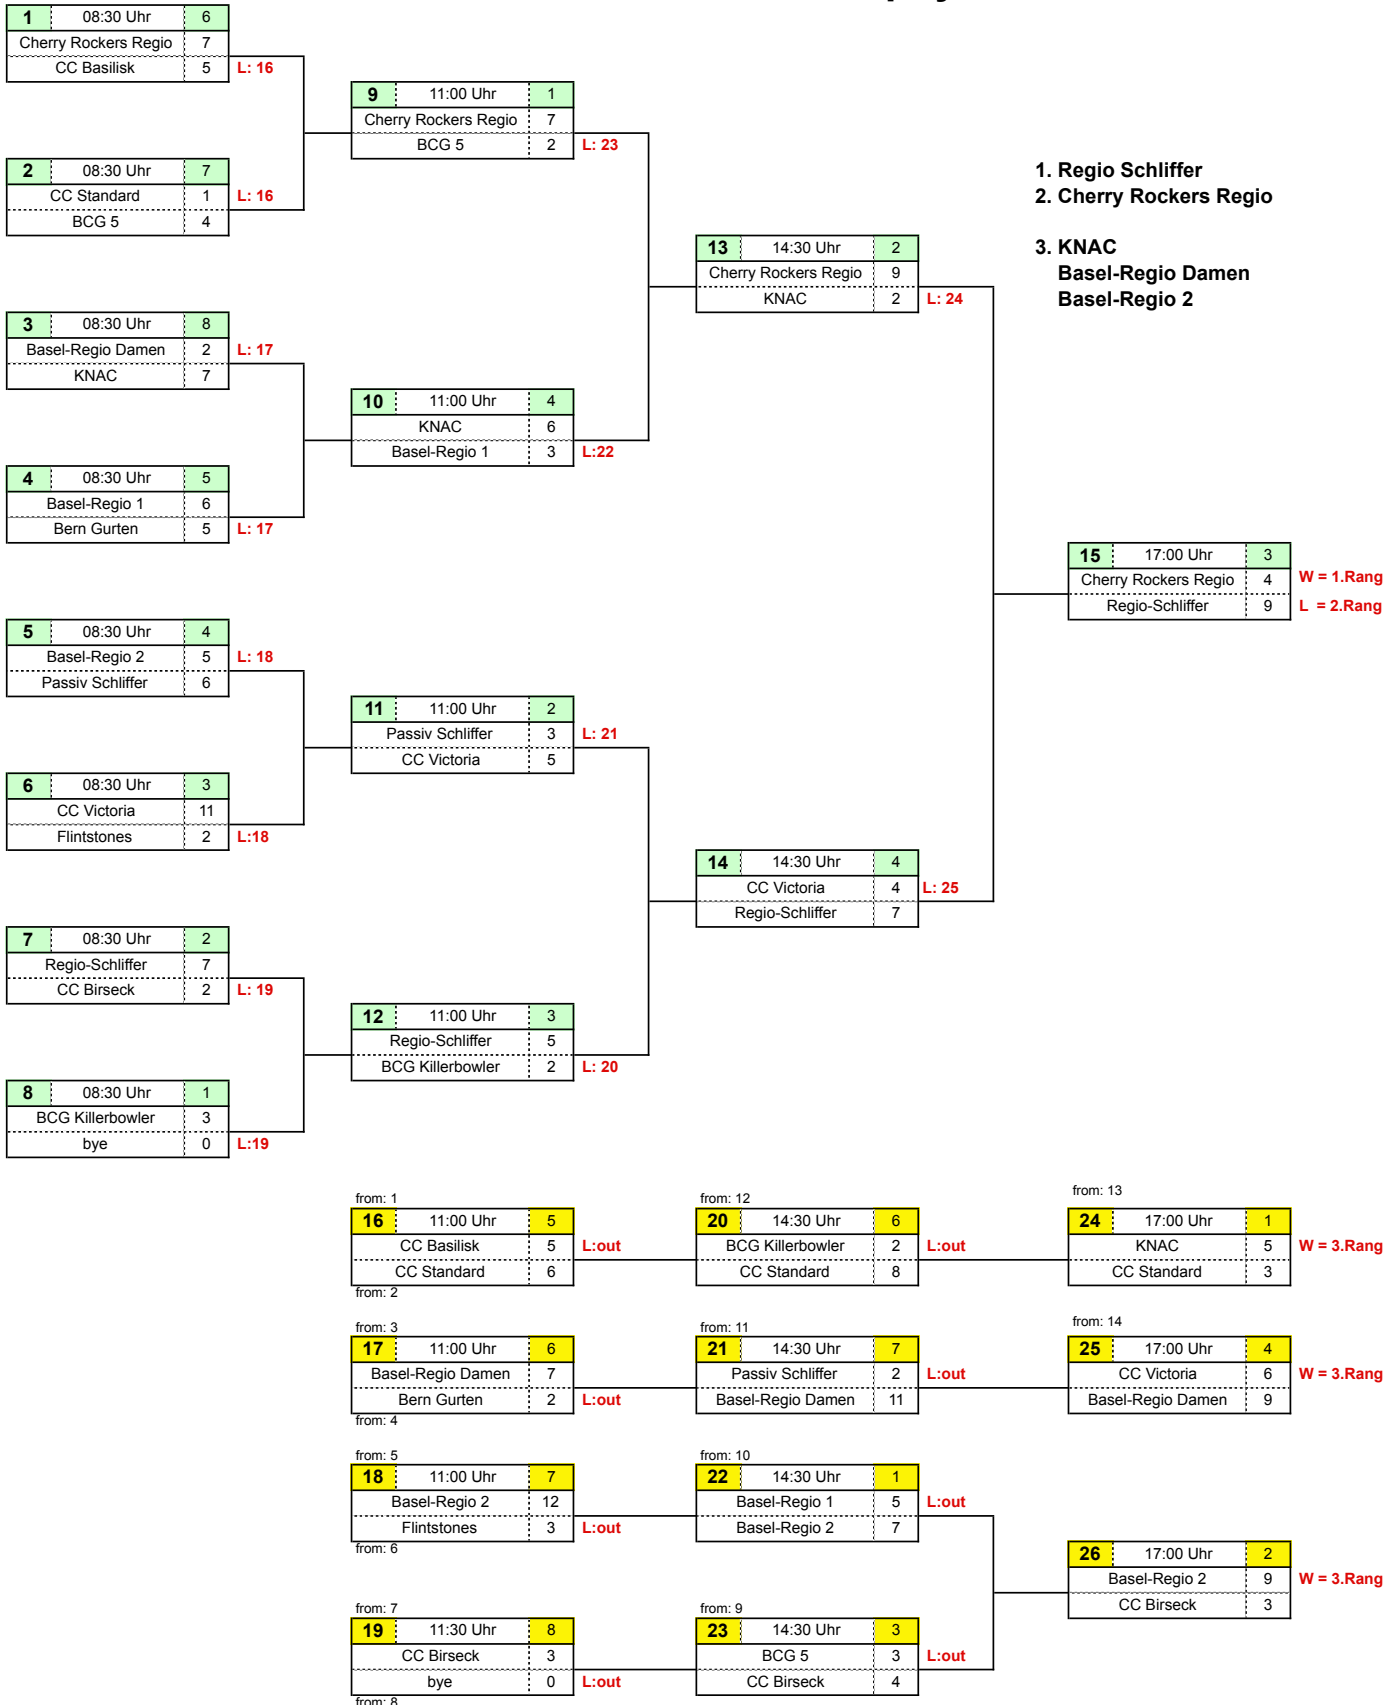 1 08:30 Uhr 6
Cherry Rockers Regio 7
CC Basilisk 5 L: 16
2 08:30 Uhr 7
CC Standard 1 L: 16
BCG 5 4
3 08:30 Uhr 8
Basel-Regio Damen 2 L: 17
KNAC 7
4 08:30 Uhr 5
Basel-Regio 1 6
Bern Gurten 5 L: 17
5 08:30 Uhr 4
Basel-Regio 2 5 L: 18
Passiv Schliffer 6
6 08:30 Uhr 3
CC Victoria 11
Flintstones 2 L:18
7 08:30 Uhr 2
Regio-Schliffer 7
CC Birseck 2 L: 19
8 08:30 Uhr 1
BCG Killerbowler 3
bye 0 L:19
9 11:00 Uhr 1
Cherry Rockers Regio 7
BCG 5 2 L: 23
10 11:00 Uhr 4
KNAC 6
Basel-Regio 1 3 L:22
11 11:00 Uhr 2
Passiv Schliffer 3 L: 21
CC Victoria 5
12 11:00 Uhr 3
Regio-Schliffer 5
BCG Killerbowler 2 L: 20
13 14:30 Uhr 2
Cherry Rockers Regio 9
KNAC 2 L: 24
14 14:30 Uhr 4
CC Victoria 4 L: 25
Regio-Schliffer 7
1. Regio Schliffer
2. Cherry Rockers Regio
3. KNAC
Basel-Regio Damen
Basel-Regio 2
15 17:00 Uhr 3
Cherry Rockers Regio 4 W = 1.Rang
Regio-Schliffer 9 L = 2.Rang
from: 1
16 11:00 Uhr 5
CC Basilisk 5 L:out
CC Standard 6
from: 2
from: 12
20 14:30 Uhr 6
BCG Killerbowler 2 L:out
CC Standard 8
from: 13
24 17:00 Uhr 1
KNAC 5 W = 3.Rang
CC Standard 3
from: 3
17 11:00 Uhr 6
Basel-Regio Damen 7
Bern Gurten 2 L:out
from: 4
from: 11
21 14:30 Uhr 7
Passiv Schliffer 2 L:out
Basel-Regio Damen 11
from: 14
25 17:00 Uhr 4
CC Victoria 6 W = 3.Rang
Basel-Regio Damen 9
from: 5
18 11:00 Uhr 7
Basel-Regio 2 12
Flintstones 3 L:out
from: 6
from: 10
22 14:30 Uhr 1
Basel-Regio 1 5 L:out
Basel-Regio 2 7
from: 7
19 11:30 Uhr 8
CC Birseck 3
bye 0 L:out
from: 8
from: 9
23 14:30 Uhr 3
BCG 5 3 L:out
CC Birseck 4
26 17:00 Uhr 2
Basel-Regio 2 9 W = 3.Rang
CC Birseck 3